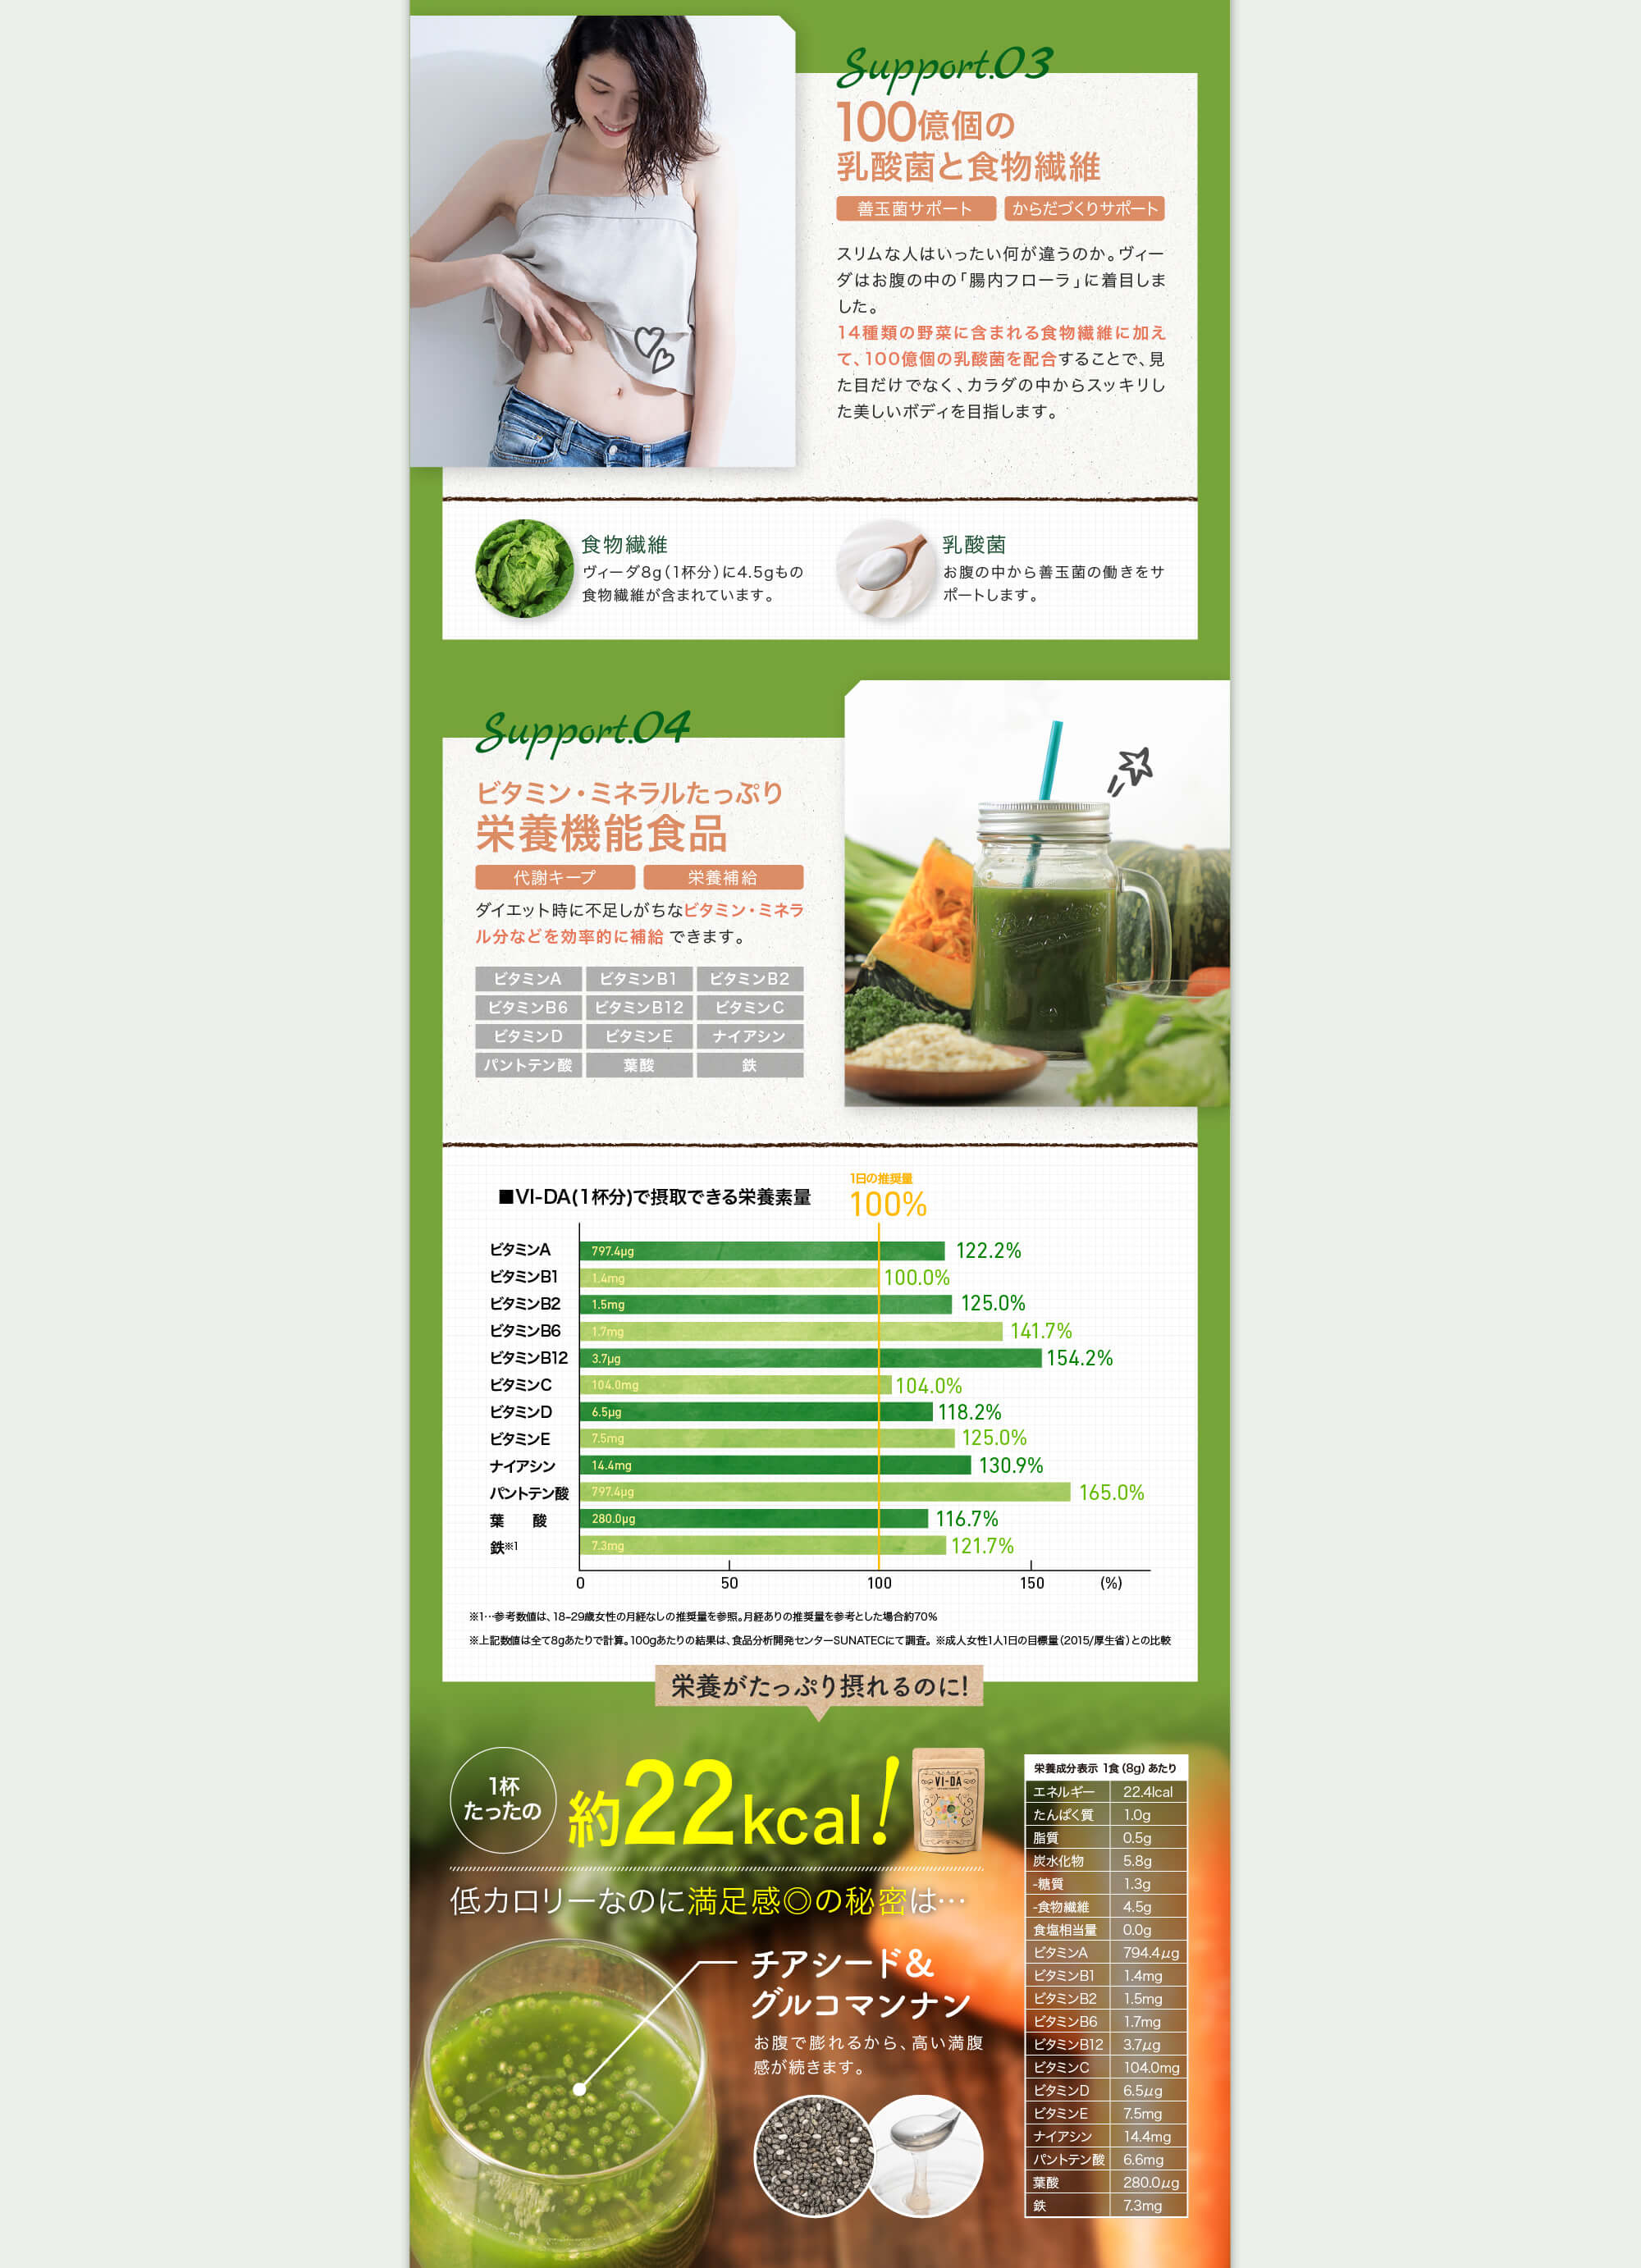 Support.03
100億個の
乳酸菌と食物繊維
善玉菌サポート
からだづくりサポート
スリムな人はいったい何が違うのか。ヴィー
ダはお腹の中の「腸内フローラ」に着目しま
した。
14種類の野菜に含まれる食物繊維に加え
て、100億個の乳酸菌を配合することで、見
た目だけでなく、カラダの中からスッキリし
た美しいボディを目指します。
食物繊維
ヴィーダ8g(1杯分)に4.5gもの
食物繊維が含まれています。
乳酸菌
お腹の中から善玉菌の働きをサ
ポートします。
Support.04
ビタミン・ミネラルたっぷり
栄養機能食品
代謝キープ
栄養補給
ダイエット時に不足しがちなビタミン・ミネラ
ル分などを効率的に補給 できます。
ビタミンA ビタミンB1 ビタミンB2
ビタミンB6 ビタミンB12 ビタミンC
ビタミンD ビタミンE ナイアシン
パントテン酸 葉酸 鉄
■VI-DA(1杯分)で摂取できる栄養素量
1日の推奨量
100%
ビタミンA 797.4μg 122.2%
ビタミンB1 1.4mg 100.0%
ビタミンB2 1.5mg 125.0%
ビタミンB6 1.7mg 141.7%
ビタミンB12 3.7μg 154.2%
ビタミンC 104.0mg 104.0%
ビタミンD 6.5μg 118.2%
ビタミンE 7.5mg 125.0%
ナイアシン 14.4mg 130.9%
パントテン酸 797.4μg 165.0%
葉 酸 280.0μg 116.7%
鉄※1 7.3mg 121.7%
0 50 100 150 (%)
※1…参考数値は、18-29歳女性の月経なしの推奨量を参照。月経ありの推奨量を参考とした場合約70%
※上記数値は全て8gあたりで計算。100gあたりの結果は、食品分析開発センターSUNATECにて調査。 ※成人女性1人1日の目標量(2015/厚生省)との比較
栄養がたっぷり摂れるのに!
1杯
たったの
約22kcal!
VI-DA
低カロリーなのに満足感◎の秘密は…
チアシード&
グルコマンナン
お腹で膨れるから、高い満腹
感が続きます。
栄養成分表示 1食(8g)あたり
エネルギー 22.4lcal
たんぱく質 1.0g
脂質 0.5g
炭水化物 5.8g
-糖質 1.3g
-食物繊維 4.5g
食塩相当量 0.0g
ビタミンA 794.4μg
ビタミンB1 1.4mg
ビタミンB2 1.5mg
ビタミンB6 1.7mg
ビタミンB12 3.7μg
ビタミンC 104.0mg
ビタミンD 6.5μg
ビタミンE 7.5mg
ナイアシン 14.4mg
パントテン酸 6.6mg
葉酸 280.0μg
鉄 7.3mg